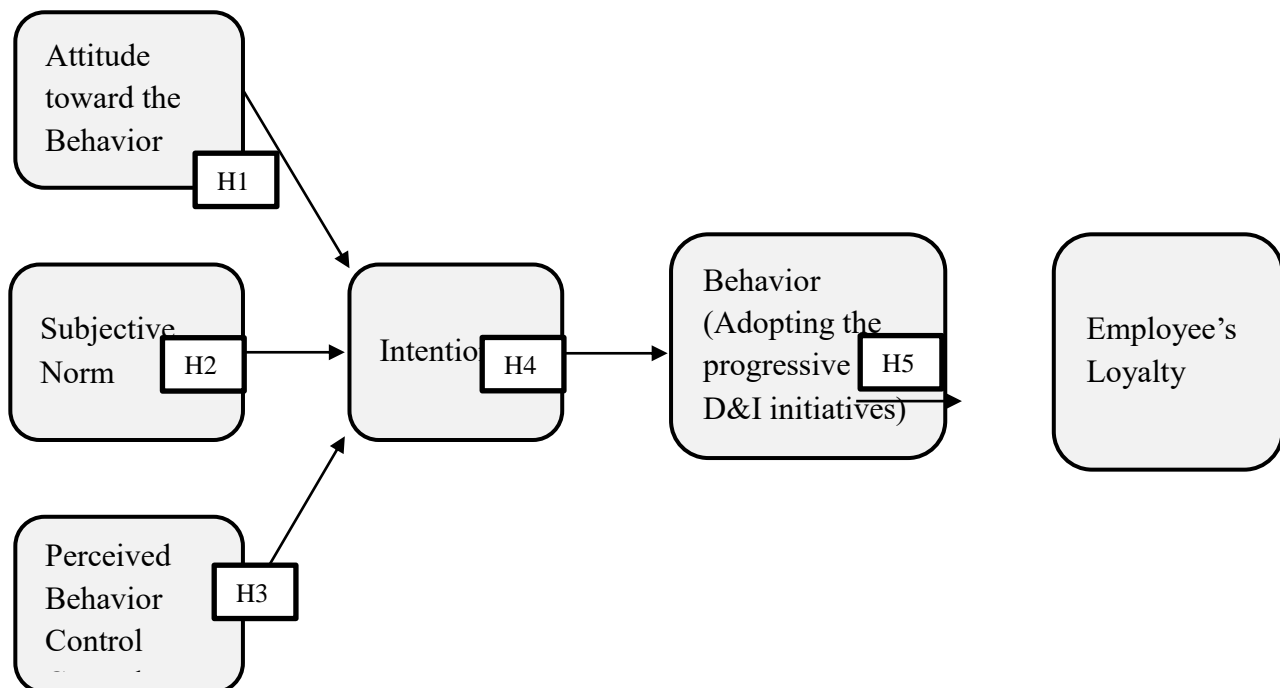 Attitude
toward the
Behavior
H1
Subjective
Norm
H2
H4
Behavior
(Adopting the
progressive
D&I initiatives)
H5
Employee’s
Loyalty
Perceived
Behavior
Control
H3